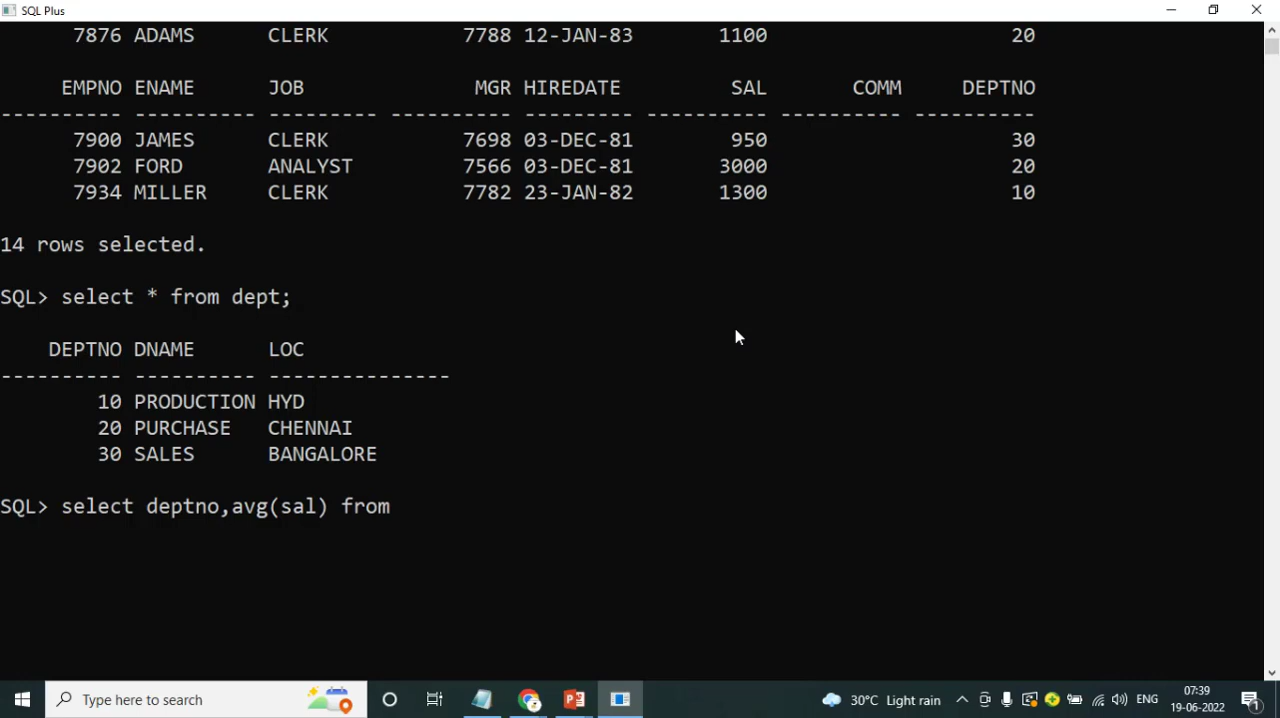 SQL Plus
7876 ADAMS CLERK 7788 12-JAN-83 1100 20
EMPNO ENAME JOB MGR HIREDATE SAL COMM DEPTNO
---------- ---------- --------- ---------- --------- ---------- ---------- ----------
7900 JAMES CLERK 7698 03-DEC-81 950 30
7902 FORD ANALYST 7566 03-DEC-81 3000 20
7934 MILLER CLERK 7782 23-JAN-82 1300 10
14 rows selected.
SQL> select * from dept;
DEPTNO DNAME LOC
---------- ---------- ---------------
10 PRODUCTION HYD
20 PURCHASE CHENNAI
30 SALES BANGALORE
SQL> select deptno,avg(sal) from
Type here to search
30°C Light rain
ENG
07:39
19-06-2022
1